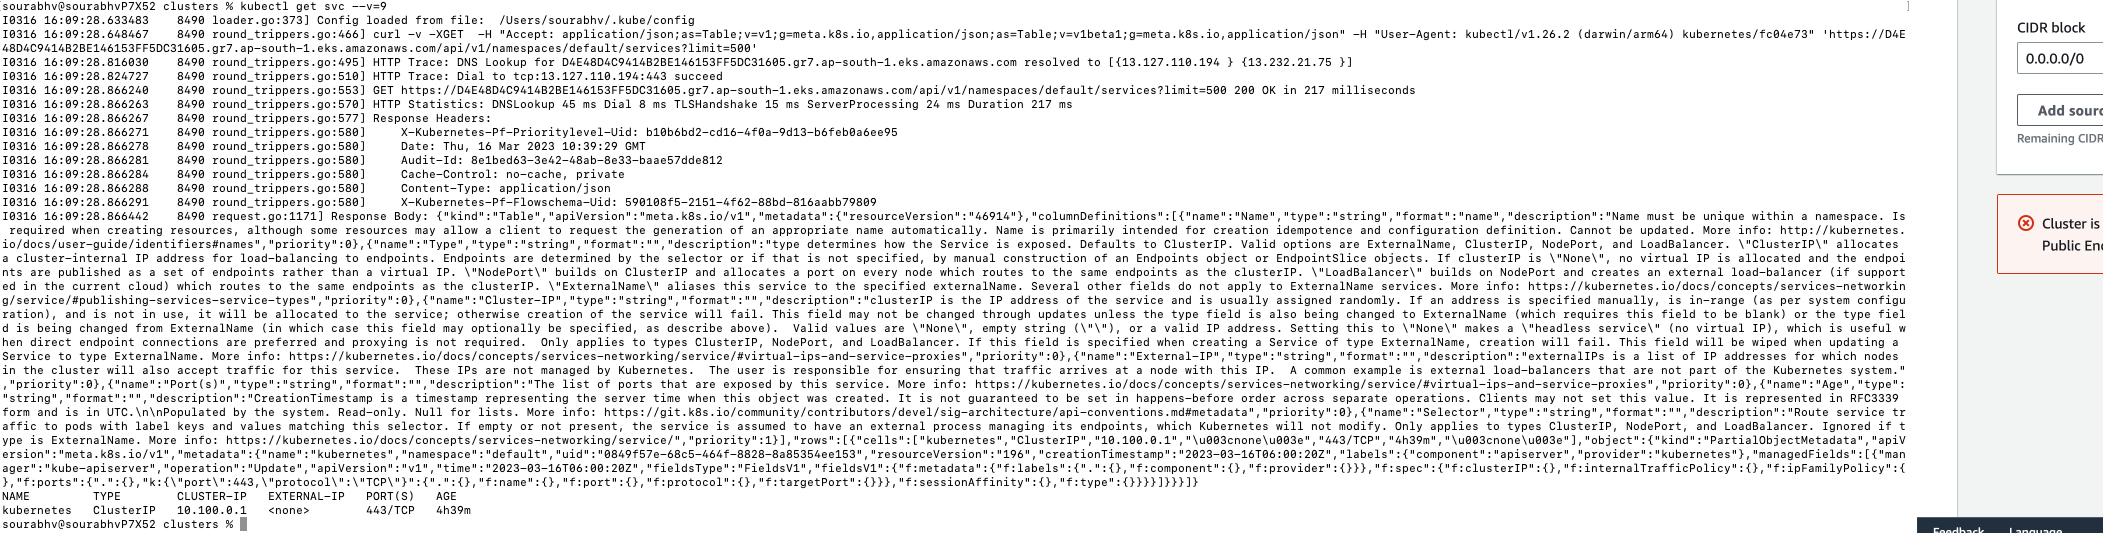 sourabhv@sourabhvP7X52 clusters % kubectl get svc --v=9
I0316 16:09:28.633483    8490 loader.go:373] Config loaded from file:  /Users/sourabhv/.kube/config
I0316 16:09:28.648467    8490 round_trippers.go:466] curl -v -XGET  -H "Accept: application/json;as=Table;v=v1;g=meta.k8s.io,application/json;as=Table;v=v1beta1;g=meta.k8s.io,application/json" -H "User-Agent: kubectl/v1.26.2 (darwin/arm64) kubernetes/fc04e73" 'https://D4E
48D4C9414B2BE146153FF5DC31605.gr7.ap-south-1.eks.amazonaws.com/api/v1/namespaces/default/services?limit=500'
I0316 16:09:28.816030    8490 round_trippers.go:495] HTTP Trace: DNS Lookup for D4E48D4C9414B2BE146153FF5DC31605.gr7.ap-south-1.eks.amazonaws.com resolved to [{13.127.110.194 } {13.232.21.75 }]
I0316 16:09:28.824727    8490 round_trippers.go:510] HTTP Trace: Dial to tcp:13.127.110.194:443 succeed
I0316 16:09:28.866240    8490 round_trippers.go:553] GET https://D4E48D4C9414B2BE146153FF5DC31605.gr7.ap-south-1.eks.amazonaws.com/api/v1/namespaces/default/services?limit=500 200 OK in 217 milliseconds
I0316 16:09:28.866263    8490 round_trippers.go:570] HTTP Statistics: DNSLookup 45 ms Dial 8 ms TLSHandshake 15 ms ServerProcessing 24 ms Duration 217 ms
I0316 16:09:28.866267    8490 round_trippers.go:577] Response Headers:
I0316 16:09:28.866271    8490 round_trippers.go:580]     X-Kubernetes-Pf-Prioritylevel-Uid: b10b6bd2-cd16-4f0a-9d13-b6feb0a6ee95
I0316 16:09:28.866278    8490 round_trippers.go:580]     Date: Thu, 16 Mar 2023 10:39:29 GMT
I0316 16:09:28.866281    8490 round_trippers.go:580]     Audit-Id: 8e1bed63-3e42-48ab-8e33-baae57dde812
I0316 16:09:28.866284    8490 round_trippers.go:580]     Cache-Control: no-cache, private
I0316 16:09:28.866288    8490 round_trippers.go:580]     Content-Type: application/json
I0316 16:09:28.866291    8490 round_trippers.go:580]     X-Kubernetes-Pf-Flowschema-Uid: 590108f5-2151-4f62-88bd-816aabb79809
I0316 16:09:28.866442    8490 request.go:1171] Response Body: {"kind":"Table","apiVersion":"meta.k8s.io/v1","metadata":{"resourceVersion":"46914"},"columnDefinitions":[{"name":"Name","type":"string","format":"name","description":"Name must be unique within a namespace. Is
 required when creating resources, although some resources may allow a client to request the generation of an appropriate name automatically. Name is primarily intended for creation idempotence and configuration definition. Cannot be updated. More info: http://kubernetes.
io/docs/user-guide/identifiers#names","priority":0},{"name":"Type","type":"string","format":"","description":"type determines how the Service is exposed. Defaults to ClusterIP. Valid options are ExternalName, ClusterIP, NodePort, and LoadBalancer. \"ClusterIP\" allocates
 a cluster-internal IP address for load-balancing to endpoints. Endpoints are determined by the selector or if that is not specified, by manual construction of an Endpoints object or EndpointSlice objects. If clusterIP is \"None\", no virtual IP is allocated and the endpoi
nts are published as a set of endpoints rather than a virtual IP. \"NodePort\" builds on ClusterIP and allocates a port on every node which routes to the same endpoints as the clusterIP. \"LoadBalancer\" builds on NodePort and creates an external load-balancer (if support
ed in the current cloud) which routes to the same endpoints as the clusterIP. \"ExternalName\" aliases this service to the specified externalName. Several other fields do not apply to ExternalName services. More info: https://kubernetes.io/docs/concepts/services-networkin
g/service/#publishing-services-service-types","priority":0},{"name":"Cluster-IP","type":"string","format":"","description":"clusterIP is the IP address of the service and is usually assigned randomly. If an address is specified manually, is in-range (as per system configu
ration), and is not in use, it will be allocated to the service; otherwise creation of the service will fail. This field may not be changed through updates unless the type field is also being changed to ExternalName (which requires this field to be blank) or the type fiel
d is being changed from ExternalName (in which case this field may optionally be specified, as describe above).  Valid values are \"None\", empty string (\"\"), or a valid IP address. Setting this to \"None\" makes a \"headless service\" (no virtual IP), which is useful w
hen direct endpoint connections are preferred and proxying is not required.  Only applies to types ClusterIP, NodePort, and LoadBalancer. If this field is specified when creating a Service of type ExternalName, creation will fail. This field will be wiped when updating a 
Service to type ExternalName. More info: https://kubernetes.io/docs/concepts/services-networking/service/#virtual-ips-and-service-proxies","priority":0},{"name":"External-IP","type":"string","format":"","description":"externalIPs is a list of IP addresses for which nodes 
in the cluster will also accept traffic for this service.  These IPs are not managed by Kubernetes.  The user is responsible for ensuring that traffic arrives at a node with this IP.  A common example is external load-balancers that are not part of the Kubernetes system."
,"priority":0},{"name":"Port(s)","type":"string","format":"","description":"The list of ports that are exposed by this service. More info: https://kubernetes.io/docs/concepts/services-networking/service/#virtual-ips-and-service-proxies","priority":0},{"name":"Age","type":
"string","format":"","description":"CreationTimestamp is a timestamp representing the server time when this object was created. It is not guaranteed to be set in happens-before order across separate operations. Clients may not set this value. It is represented in RFC3339 
form and is in UTC.\n\nPopulated by the system. Read-only. Null for lists. More info: https://git.k8s.io/community/contributors/devel/sig-architecture/api-conventions.md#metadata","priority":0},{"name":"Selector","type":"string","format":"","description":"Route service tr
affic to pods with label keys and values matching this selector. If empty or not present, the service is assumed to have an external process managing its endpoints, which Kubernetes will not modify. Only applies to types ClusterIP, NodePort, and LoadBalancer. Ignored if t
ype is ExternalName. More info: https://kubernetes.io/docs/concepts/services-networking/service/","priority":1}],"rows":[{"cells":["kubernetes","ClusterIP","10.100.0.1","\u003cnone\u003e","443/TCP","4h39m","\u003cnone\u003e"],"object":{"kind":"PartialObjectMetadata","apiV
ersion":"meta.k8s.io/v1","metadata":{"name":"kubernetes","namespace":"default","uid":"0849f57e-68c5-464f-8828-8a85354ee153","resourceVersion":"196","creationTimestamp":"2023-03-16T06:00:20Z","labels":{"component":"apiserver","provider":"kubernetes"},"managedFields":[{"man
ager":"kube-apiserver","operation":"Update","apiVersion":"v1","time":"2023-03-16T06:00:20Z","fieldsType":"FieldsV1","fieldsV1":{"f:metadata":{"f:labels":{".":{},"f:component":{},"f:provider":{}}},"f:spec":{"f:clusterIP":{},"f:internalTrafficPolicy":{},"f:ipFamilyPolicy":{
},"f:ports":{".":{},"k:{\"port\":443,\"protocol\":\"TCP\"}":{".":{},"f:name":{},"f:port":{},"f:protocol":{},"f:targetPort":{}}},"f:sessionAffinity":{},"f:type":{}}}}]}}]}
NAME         TYPE        CLUSTER-IP   EXTERNAL-IP   PORT(S)   AGE
kubernetes   ClusterIP   10.100.0.1   <none>        443/TCP   4h39m
sourabhv@sourabhvP7X52 clusters %
CIDR block
0.0.0.0/0
Add sourc
Remaining CIDR
Cluster is
Public En
Feedback Language